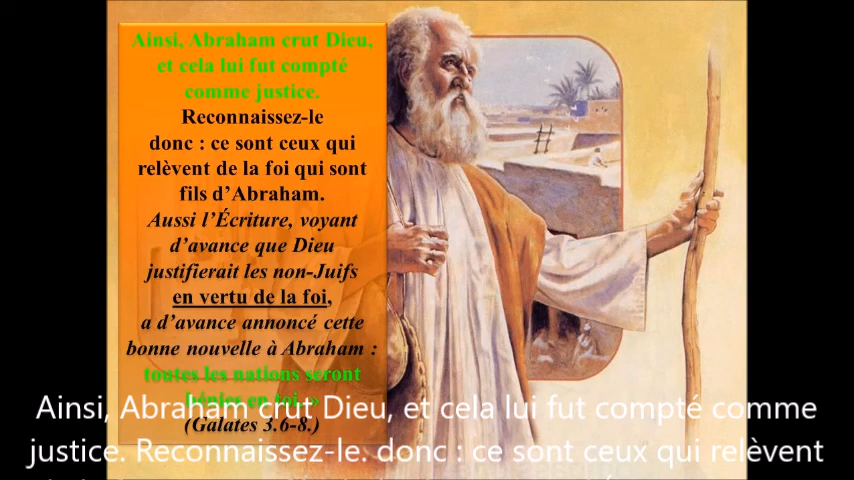 Ainsi, Abraham crut Dieu,
et cela lui fut compté
comme justice.
Reconnaissez-le
donc : ce sont ceux qui
relèvent de la foi qui sont
fils d’Abraham.
Aussi l’Écriture, voyant
d’avance que Dieu
justifierait les non-Juifs
en vertu de la foi,
a d’avance annoncé cette
bonne nouvelle à Abraham :
toutes les nations seront
bénies en toi »
(Galates 3.6-8.)
Ainsi, Abraham crut Dieu, et cela lui fut compté comme
justice. Reconnaissez-le. donc : ce sont ceux qui relèvent